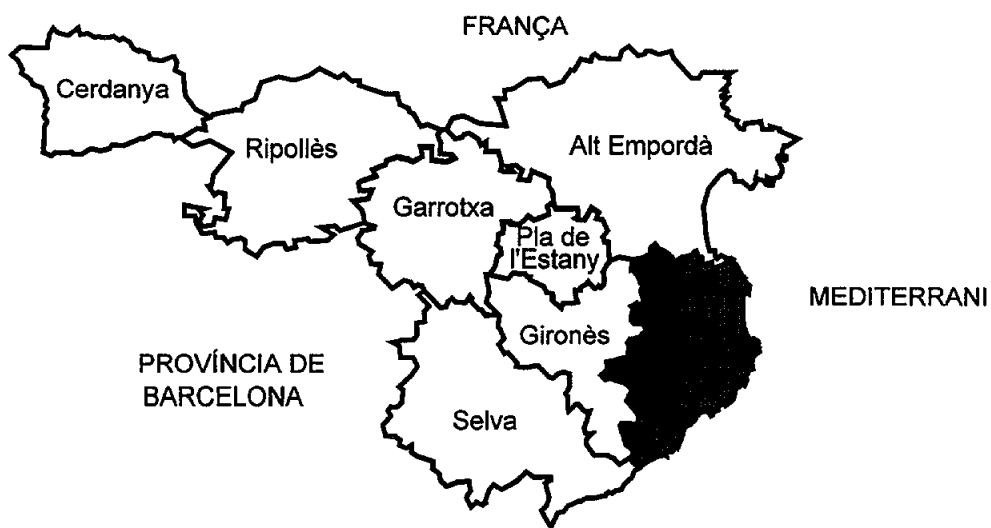 FRANÇA
Cerdanya
Ripollès
Alt Empordà
Garrotxa
Pla de
l'Estany
MEDITERRANI
Gironès
PROVÍNCIA DE
BARCELONA
Selva